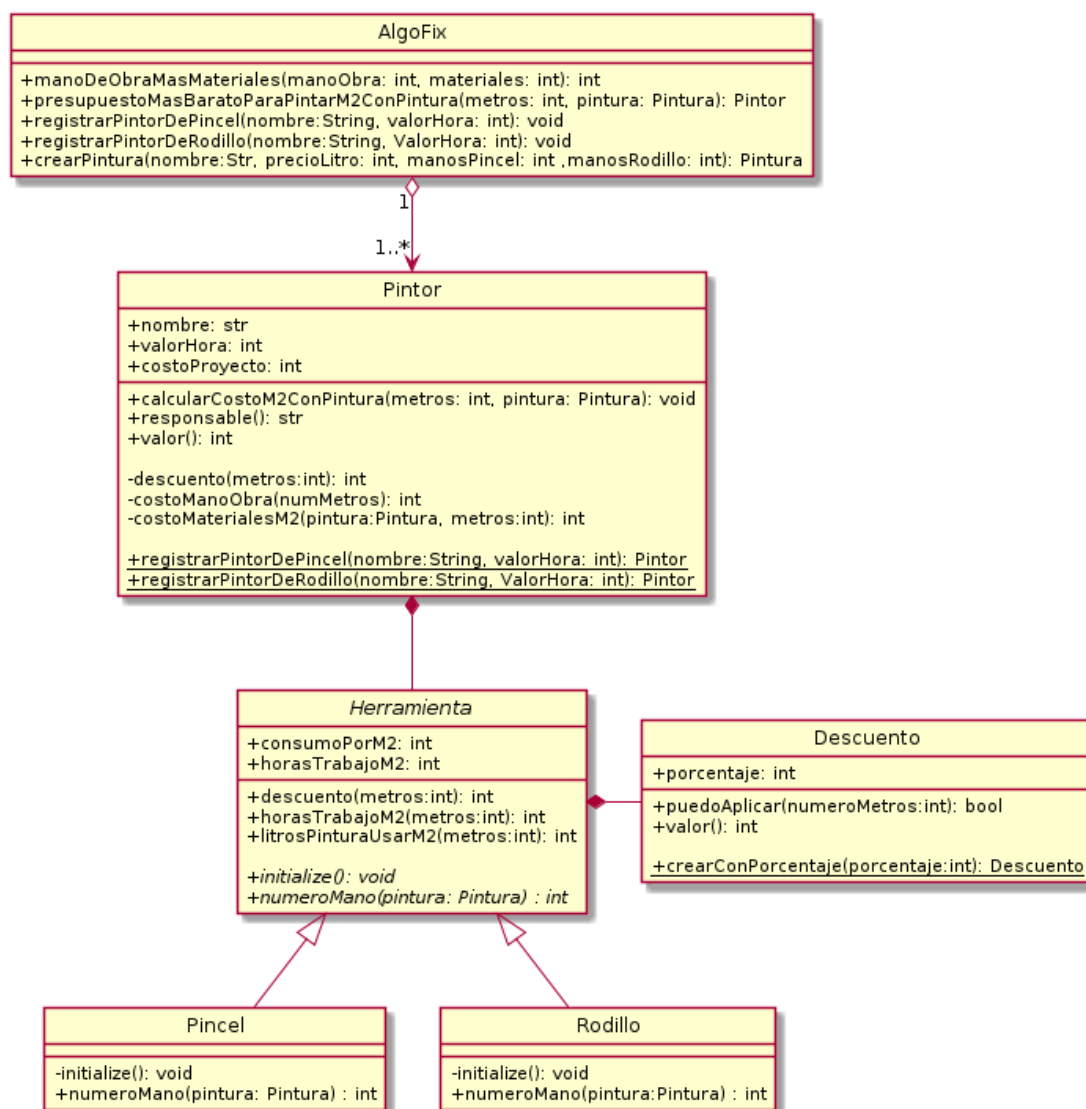 AlgoFix
+manoDeObraMasMateriales(manoObra: int, materiales: int): int
+presupuestoMasBaratoParaPintarM2ConPintura(metros: int, pintura: Pintura): Pintor
+registrarPintorDePincel(nombre:String, valorHora: int): void
+registrarPintorDeRodillo(nombre:String, ValorHora: int): void
+crearPintura(nombre:Str, precioLitro: int, manosPincel: int ,manosRodillo: int): Pintura
1
1..*
Pintor
+nombre: str
+valorHora: int
+costoProyecto: int
+calcularCostoM2ConPintura(metros: int, pintura: Pintura): void
+responsable(): str
+valor(): int
-descuento(metros:int): int
-costoManoObra(numMetros): int
-costoMaterialesM2(pintura:Pintura, metros:int): int
+registrarPintorDePincel(nombre:String, valorHora: int): Pintor
+registrarPintorDeRodillo(nombre:String, ValorHora: int): Pintor
Herramienta
+consumoPorM2: int
+horasTrabajoM2: int
+descuento(metros:int): int
+horasTrabajoM2(metros:int): int
+litrosPinturaUsarM2(metros:int): int
+initialize(): void
+numeroMano(pintura: Pintura) : int
Descuento
+porcentaje: int
+puedoAplicar(numeroMetros:int): bool
+valor(): int
+crearConPorcentaje(porcentaje:int): Descuento
Pincel
-initialize(): void
+numeroMano(pintura: Pintura) : int
Rodillo
-initialize(): void
+numeroMano(pintura:Pintura) : int